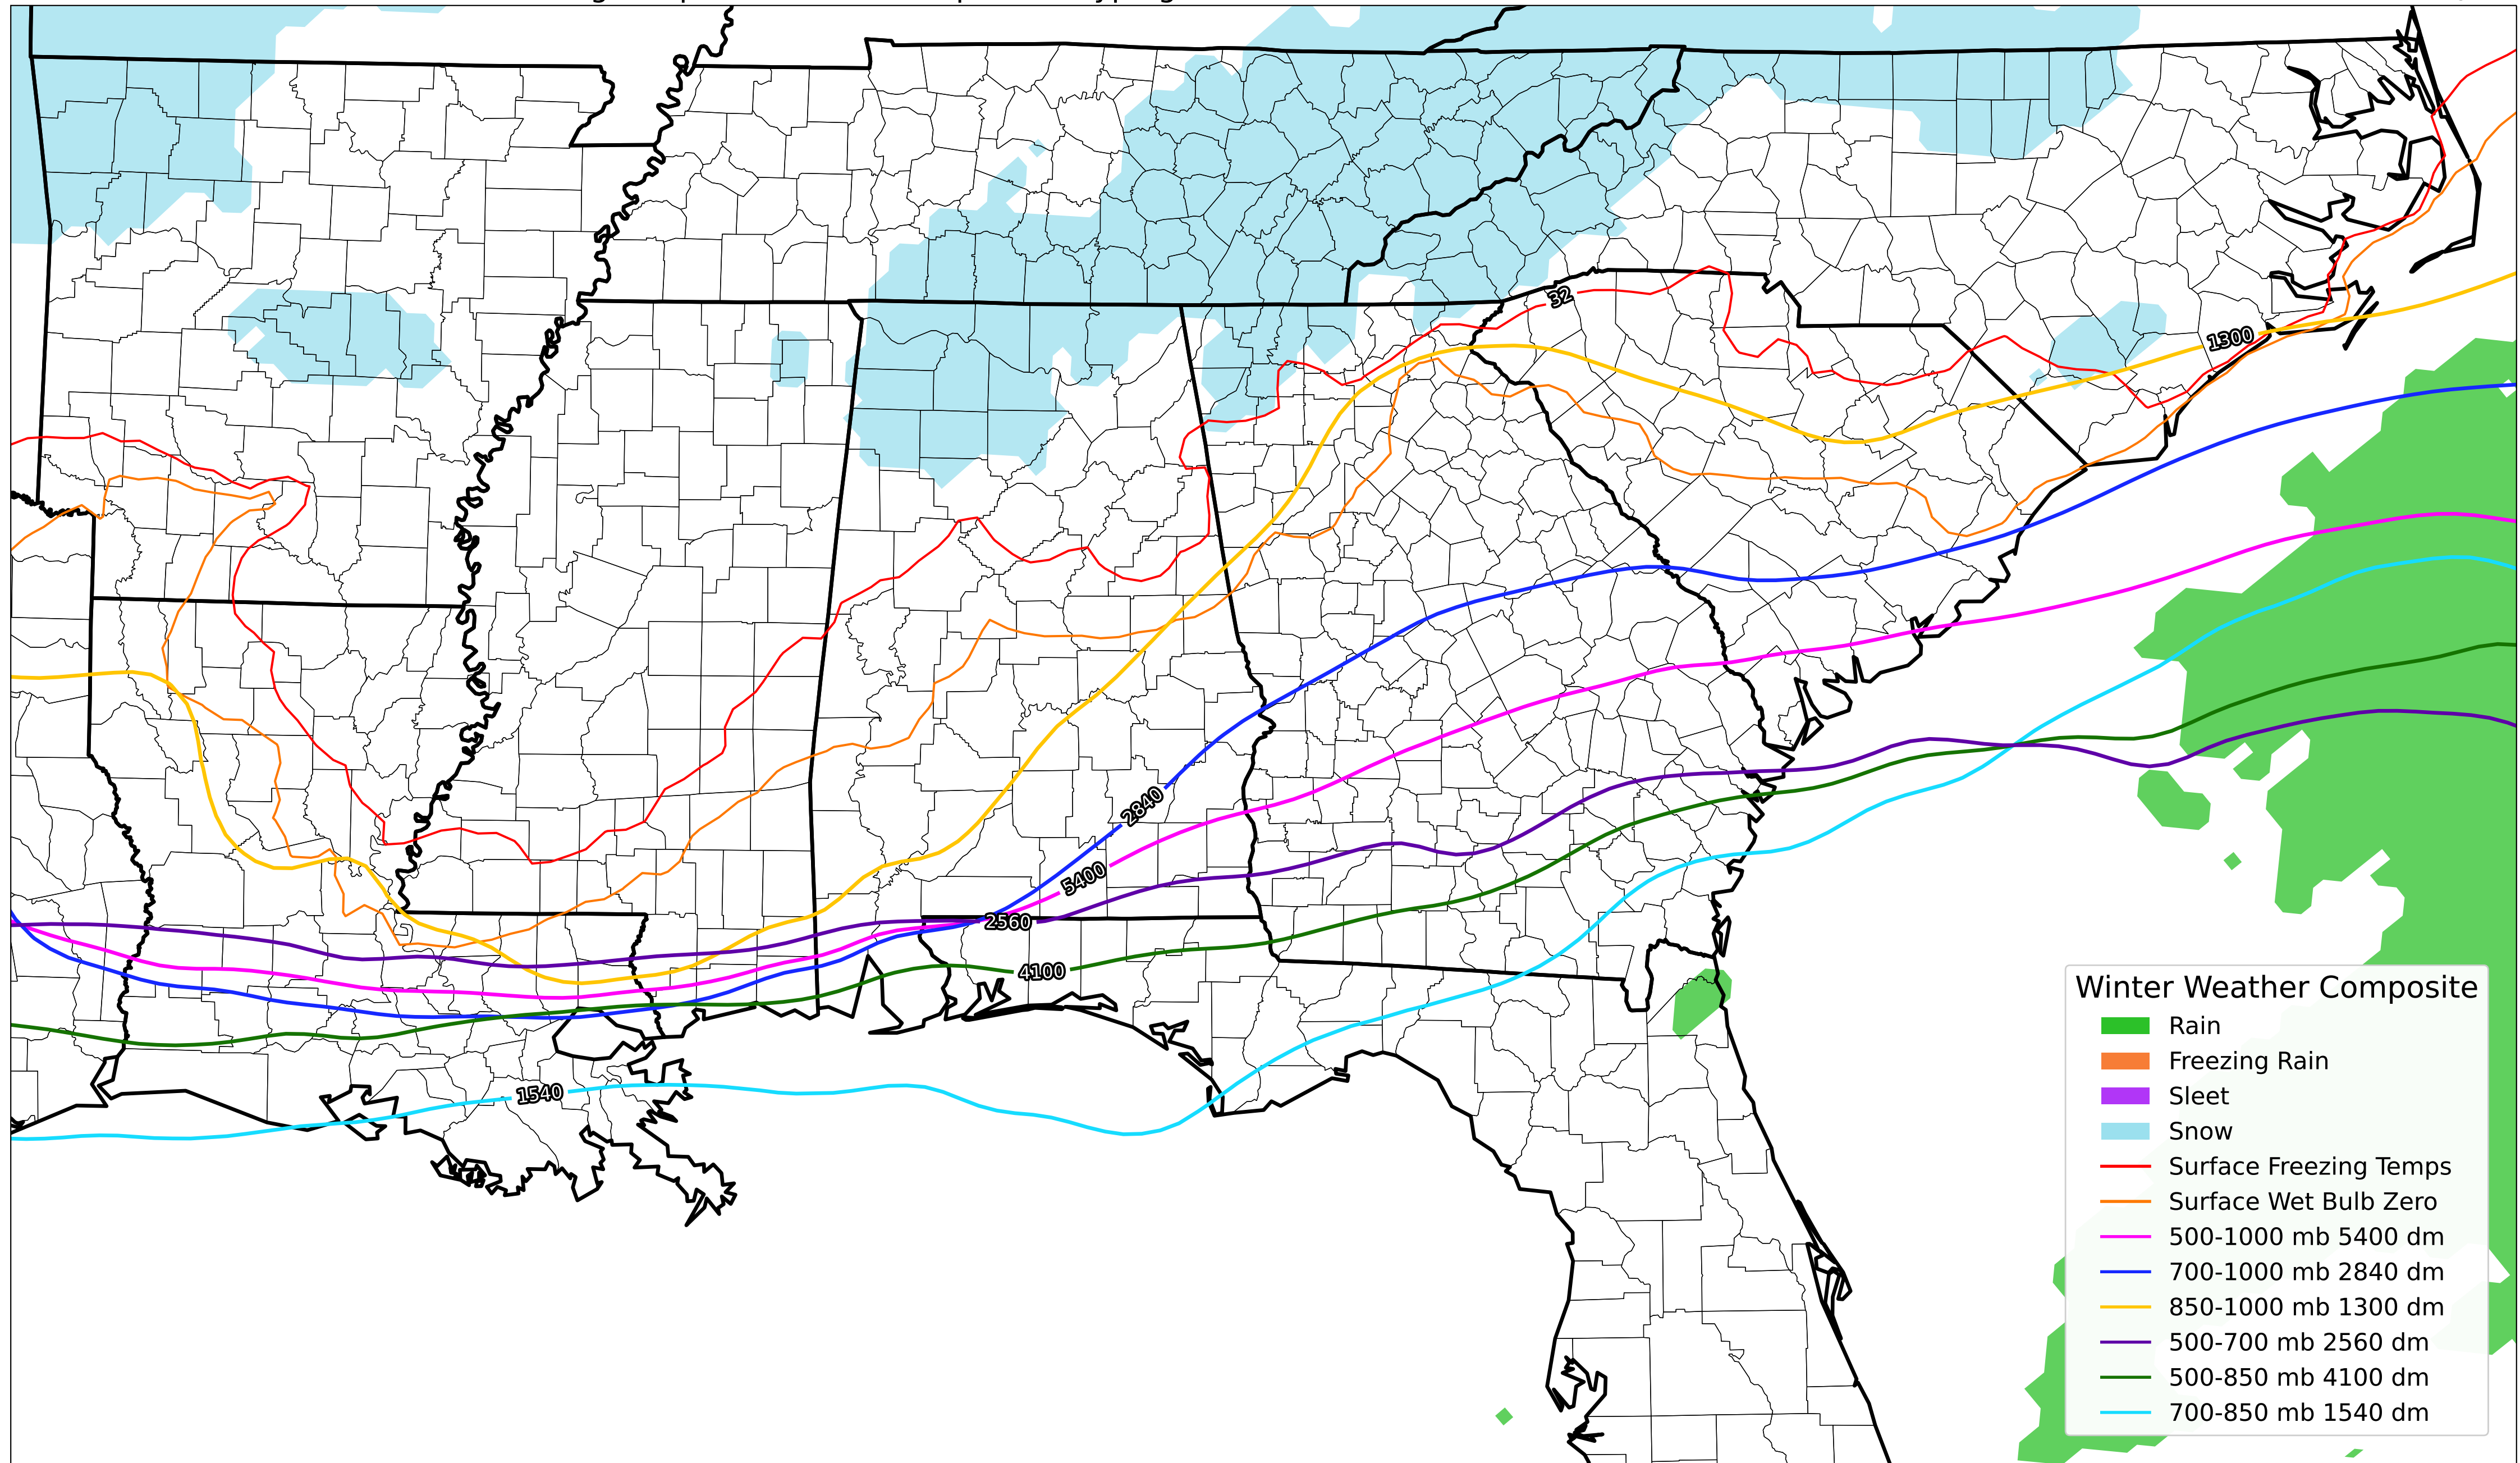 32
1300
2840
5400
2560
4100
1540
Winter Weather Composite
Rain
Freezing Rain
Sleet
Snow
Surface Freezing Temps
Surface Wet Bulb Zero
500-1000 mb 5400 dm
700-1000 mb 2840 dm
850-1000 mb 1300 dm
500-700 mb 2560 dm
500-850 mb 4100 dm
700-850 mb 1540 dm